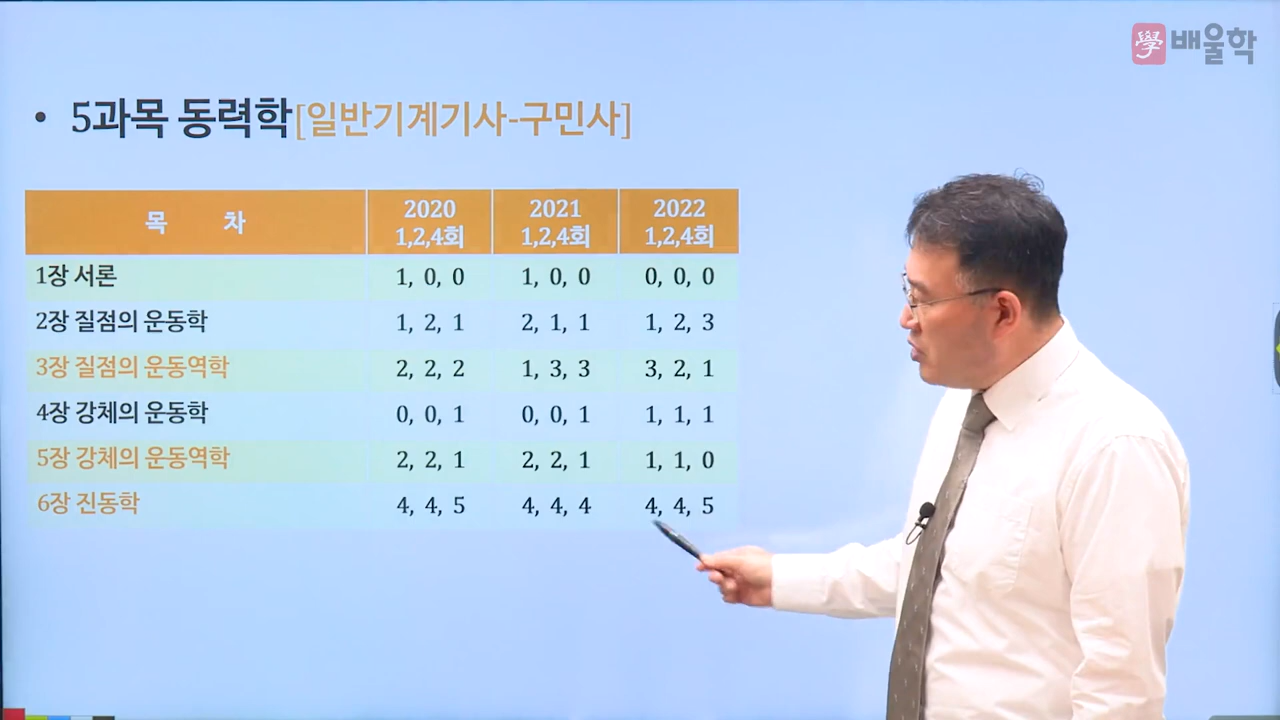 學 배울학
• 5과목 동력학[일반기계기사-구민사]
목 차 2020 1,2,4회 2021 1,2,4회 2022 1,2,4회
1장 서론 1, 0, 0 1, 0, 0 0, 0, 0
2장 질점의 운동학 1, 2, 1 2, 1, 1 1, 2, 3
3장 질점의 운동역학 2, 2, 2 1, 3, 3 3, 2, 1
4장 강체의 운동학 0, 0, 1 0, 0, 1 1, 1, 1
5장 강체의 운동역학 2, 2, 1 2, 2, 1 1, 1, 0
6장 진동학 4, 4, 5 4, 4, 4 4, 4, 5